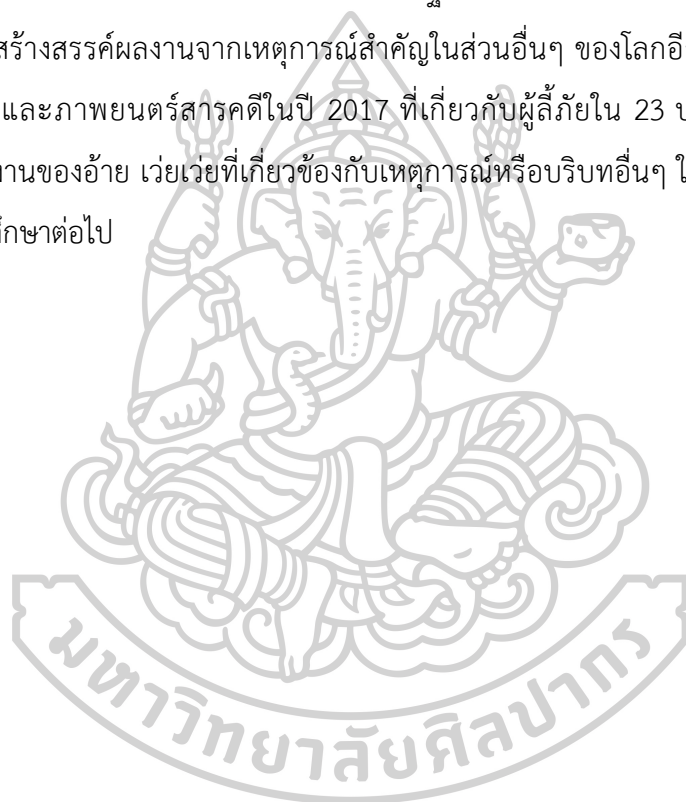 สร้างสรรค์ผลงานจากเหตุการณ์สำคัญในส่วนอื่นๆ ของโลกอี
และภาพยนตร์สารคดีในปี 2017 ที่เกี่ยวกับผู้ลี้ภัยใน 23 ป
านของอ้าย เว่ยเว่ยที่เกี่ยวข้องกับเหตุการณ์หรือบริบทอื่นๆ ใ
ึกษาต่อไป
มหาวิทยาลัยศิลปากร